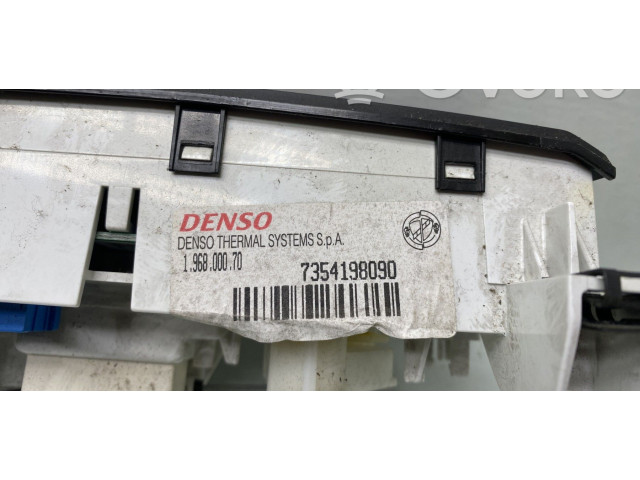 DENSO
DENSO THERMAL SYSTEMS S.p.A.
1.968.000.70
7354198090